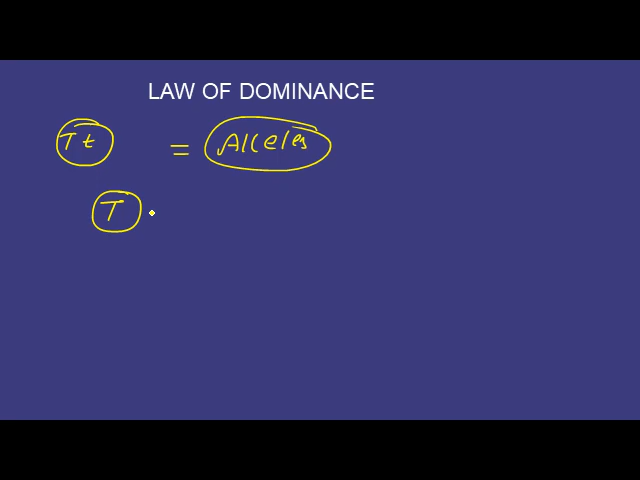 LAW OF DOMINANCE
Tt = Alleles
T